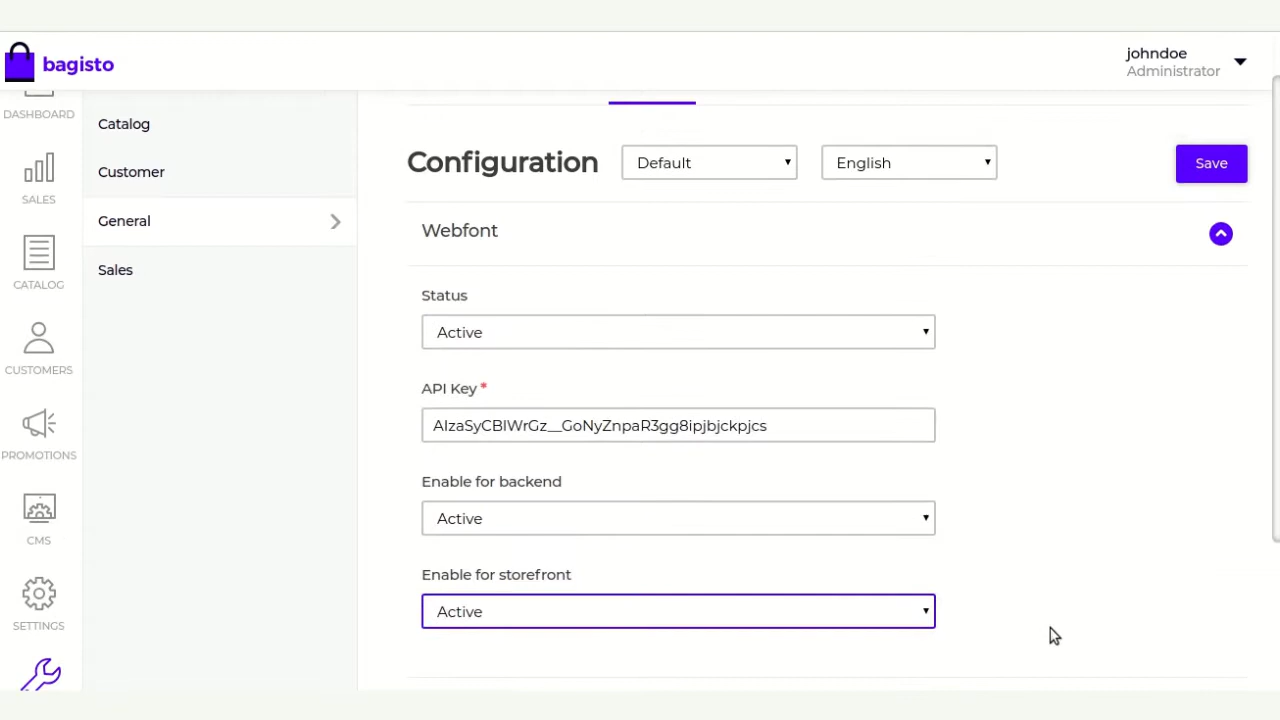 bagisto
johndoe
Administrator
DASHBOARD
SALES
CATALOG
CUSTOMERS
PROMOTIONS
CMS
SETTINGS
Catalog
Customer
General
Sales
Configuration
Default
English
Save
Webfont
Status
Active
API Key *
AIzaSyCBlWrGz__GoNyZnpaR3gg8ipjbjckpjcs
Enable for backend
Active
Enable for storefront
Active